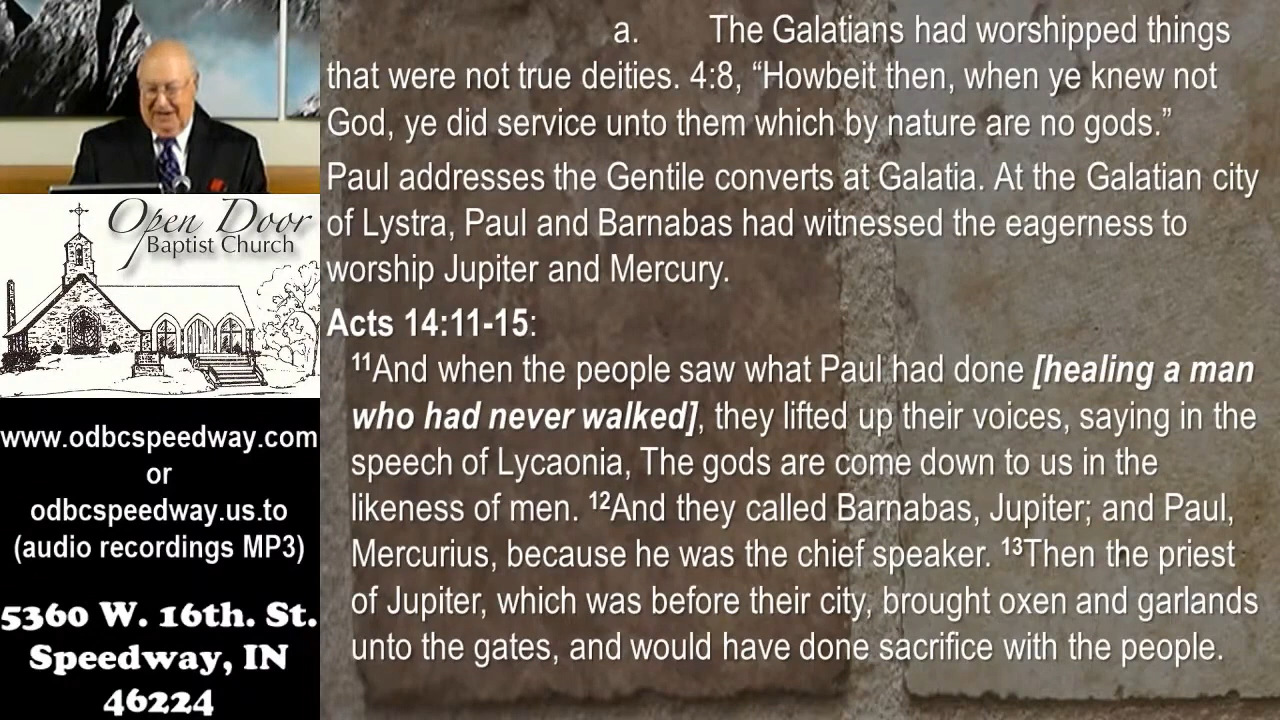 a. The Galatians had worshipped things
that were not true deities. 4:8, “Howbeit then, when ye knew not
God, ye did service unto them which by nature are no gods.”
Paul addresses the Gentile converts at Galatia. At the Galatian city
of Lystra, Paul and Barnabas had witnessed the eagerness to
worship Jupiter and Mercury.
Acts 14:11-15:
11And when the people saw what Paul had done [healing a man
who had never walked], they lifted up their voices, saying in the
speech of Lycaonia, The gods are come down to us in the
likeness of men. 12And they called Barnabas, Jupiter; and Paul,
Mercurius, because he was the chief speaker. 13Then the priest
of Jupiter, which was before their city, brought oxen and garlands
unto the gates, and would have done sacrifice with the people.
Open Door
Baptist Church
www.odbcspeedway.com
or
odbcspeedway.us.to
(audio recordings MP3)
5360 W. 16th. St.
Speedway, IN
46224